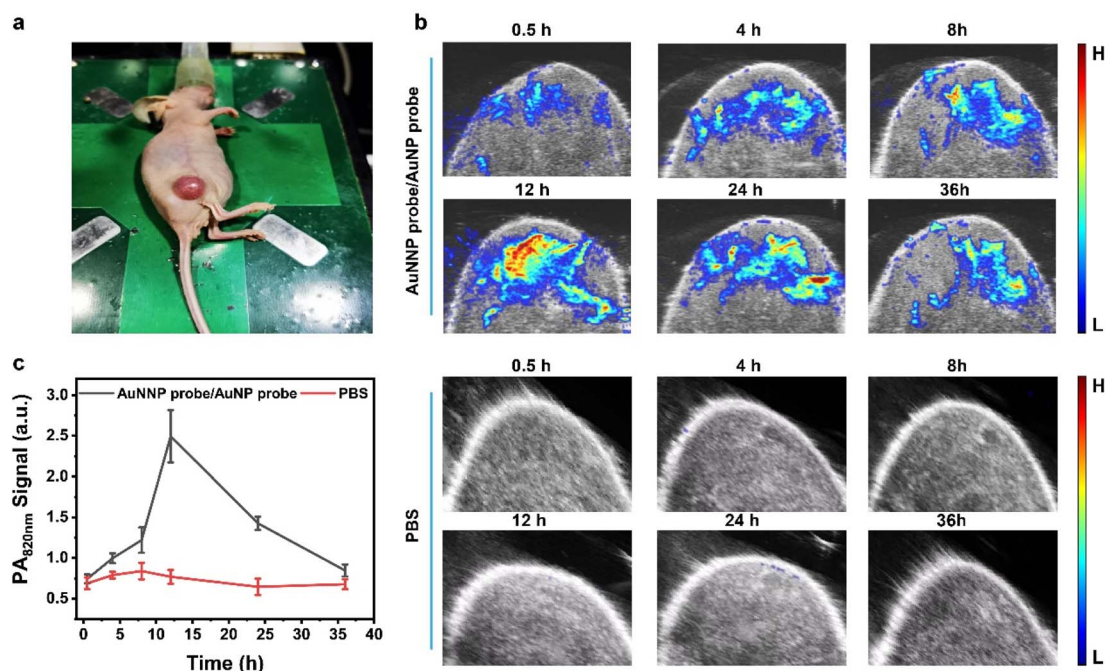 a
b
0.5 h
4 h
8h
H
AuNNP probe/AuNP probe
12 h
24 h
36h
L
c
AuNNP probe/AuNP probe
PBS
PA820nm Signal (a.u.)
3.0
2.5
2.0
1.5
1.0
0.5
0 5 10 15 20 25 30 35 40
Time (h)
0.5 h
4 h
8h
H
PBS
12 h
24 h
36h
L